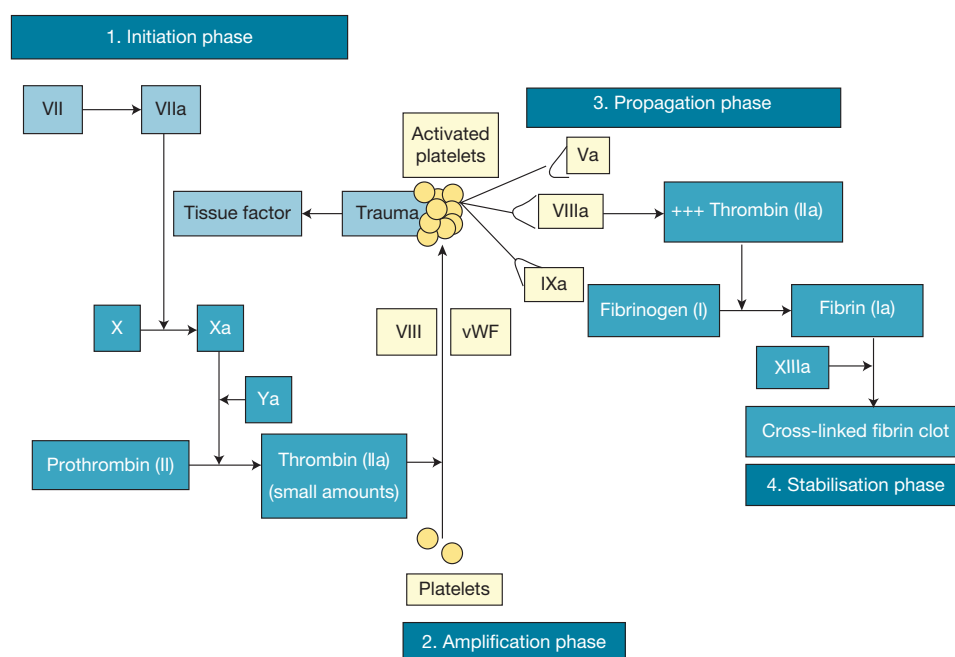 1. Initiation phase
VII
VIIa
3. Propagation phase
Activated
platelets
Va
Tissue factor
Trauma
VIIIa
+++ Thrombin (IIa)
IXa
X
Xa
VIII
vWF
Fibrinogen (I)
Fibrin (Ia)
XIIIa
Ya
Prothrombin (II)
Thrombin (IIa)
(small amounts)
Cross-linked fibrin clot
4. Stabilisation phase
Platelets
2. Amplification phase